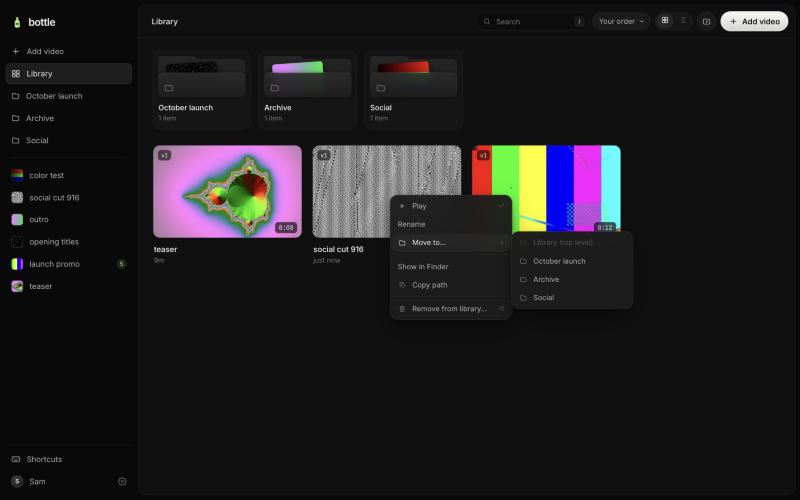 bottle
Add video
Library
October launch
Archive
Social
color test
social cut 916
outro
opening titles
launch promo 5
teaser
Shortcuts
S Sam
Library
Search /
Your order
Add video
October launch
1 item
Archive
1 item
Social
1 item
v1
0:08
teaser
9m
v1
social cut 916
just now
v1
0:12
Play
Rename
Move to...
Show in Finder
Copy path
Remove from library...
Library (top level)
October launch
Archive
Social